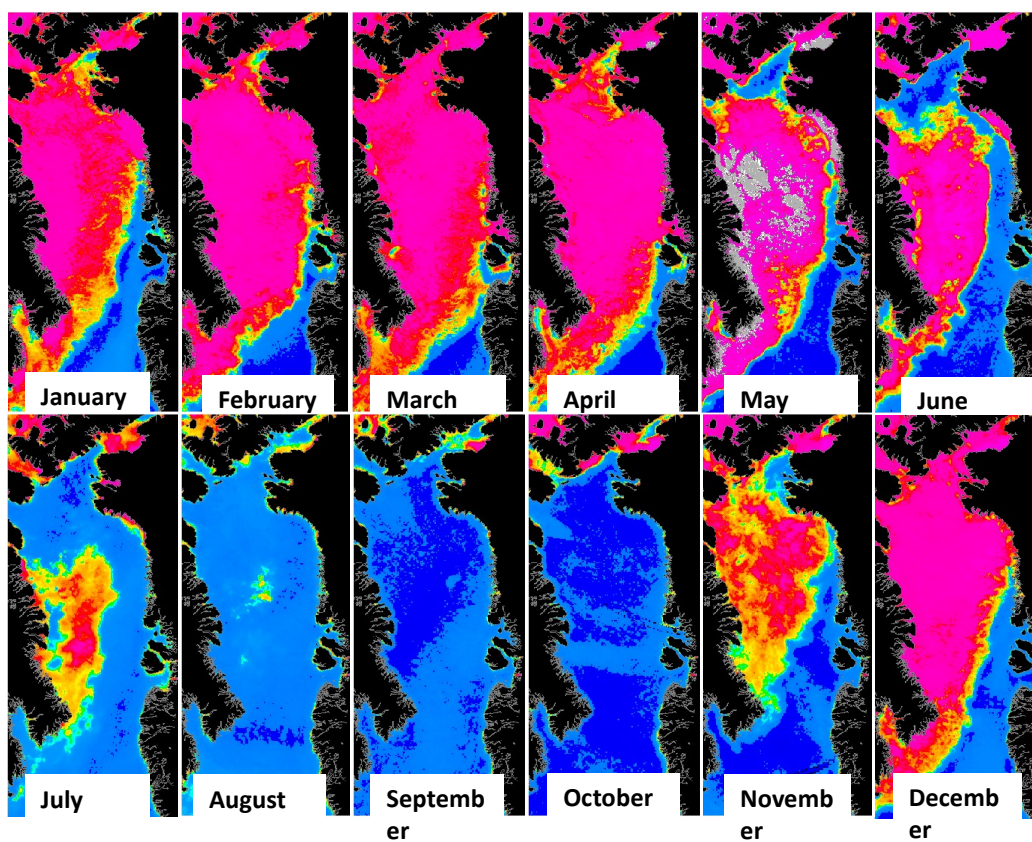 January
February
March
April
May
June
July
August
Septemb
er
October
Novemb
er
Decemb
er